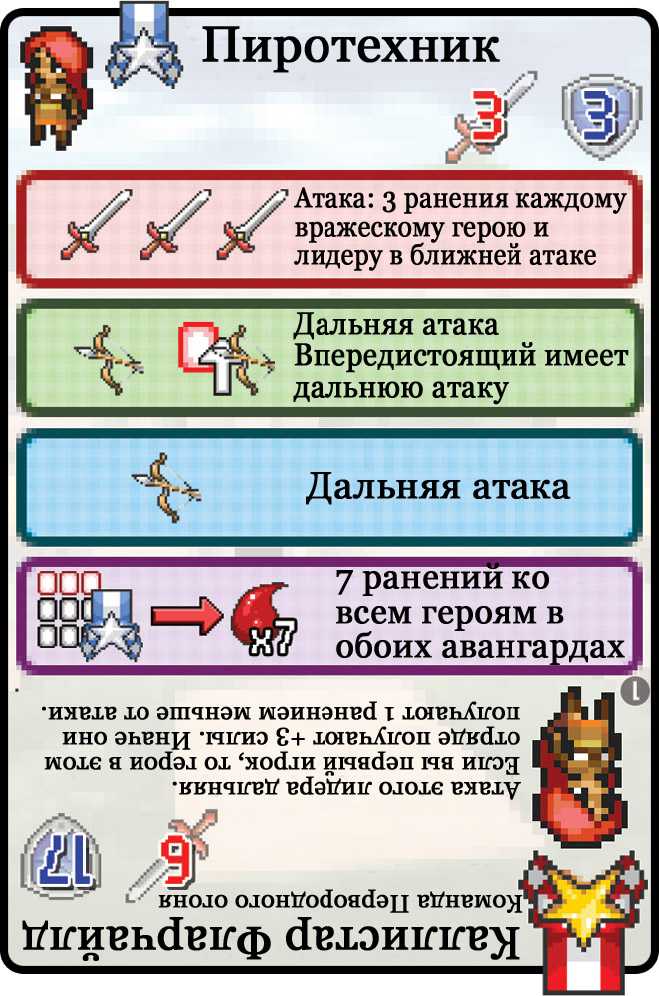 Пиротехник
3
3
Атака: 3 ранения каждому
вражескому герою и
лидеру в ближней атаке
Дальняя атака
Впередистоящий имеет
дальнюю атаку
Дальняя атака
x7
7 ранений ко
всем героям в
обоих авангардах
1
Каллистар Фларчайлд
Команда Первородного огоня
6
17
Атака этого лидера дальняя.
Если вы первый игрок, то герои в этом
отряде получают +3 силы. Иначе они
получают 1 ранением меньше от атаки.